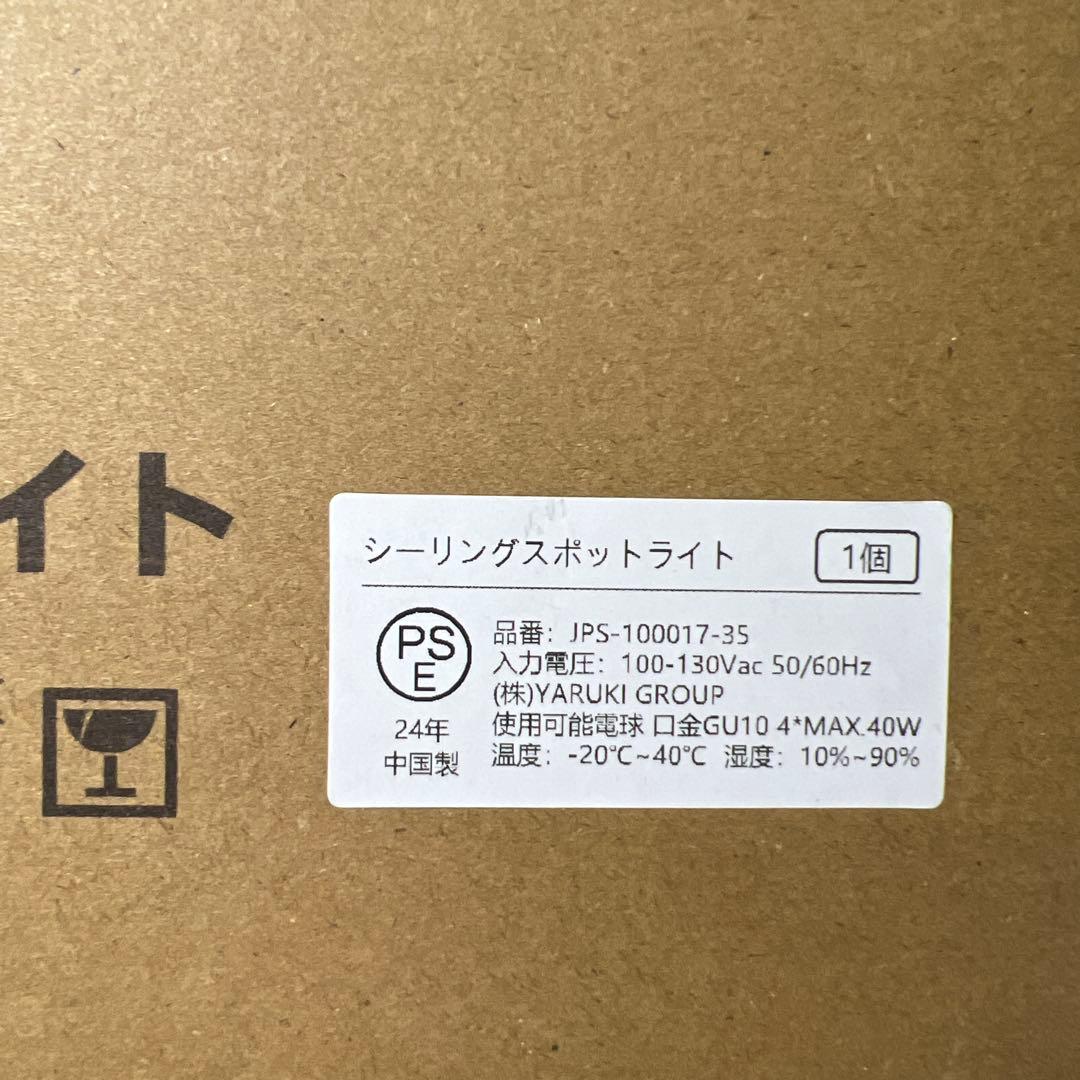 イト
シーリングスポットライト
1個
PS
E
24年
中国製
品番: JPS-100017-35
入力電圧: 100-130Vac 50/60Hz
(株)YARUKI GROUP
使用可能電球 口金GU10 4*MAX.40W
温度: -20℃~40℃ 湿度: 10%~90%